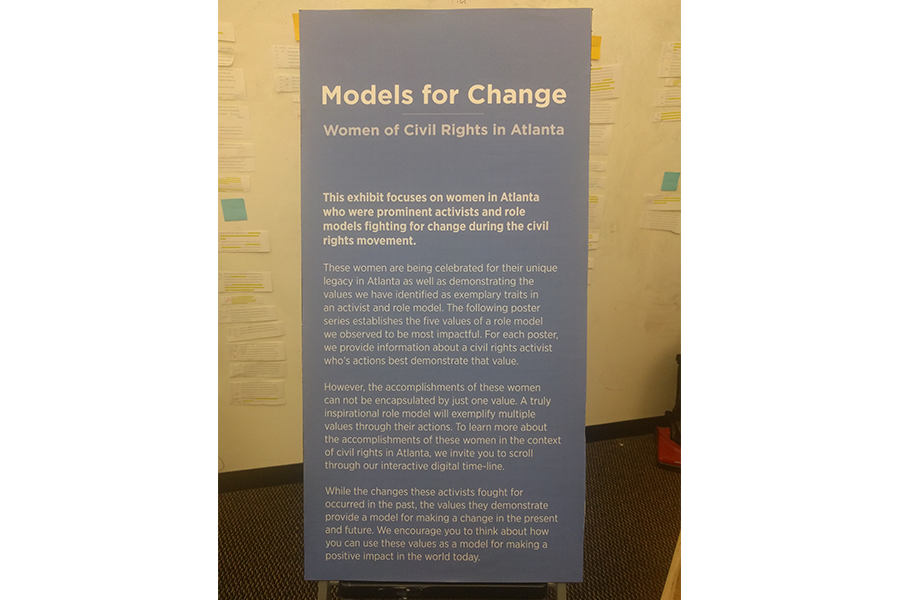 Models for Change
Women of Civil Rights in Atlanta
This exhibit focuses on women in Atlanta
who were prominent activists and role
models fighting for change during the civil
rights movement.
These women are being celebrated for their unique
legacy in Atlanta as well as demonstrating the
values we have identified as exemplary traits in
an activist and role model. The following poster
series establishes the five values of a role model
we observed to be most impactful. For each poster,
we provide information about a civil rights activist
who's actions best demonstrate that value.
However, the accomplishments of these women
can not be encapsulated by just one value. A truly
inspirational role model will exemplify multiple
values through their actions. To learn more about
the accomplishments of these women in the context
of civil rights in Atlanta, we invite you to scroll
through our interactive digital time-line.
While the changes these activists fought for
occurred in the past, the values they demonstrate
provide a model for making a change in the present
and future. We encourage you to think about how
you can use these values as a model for making a
positive impact in the world today.